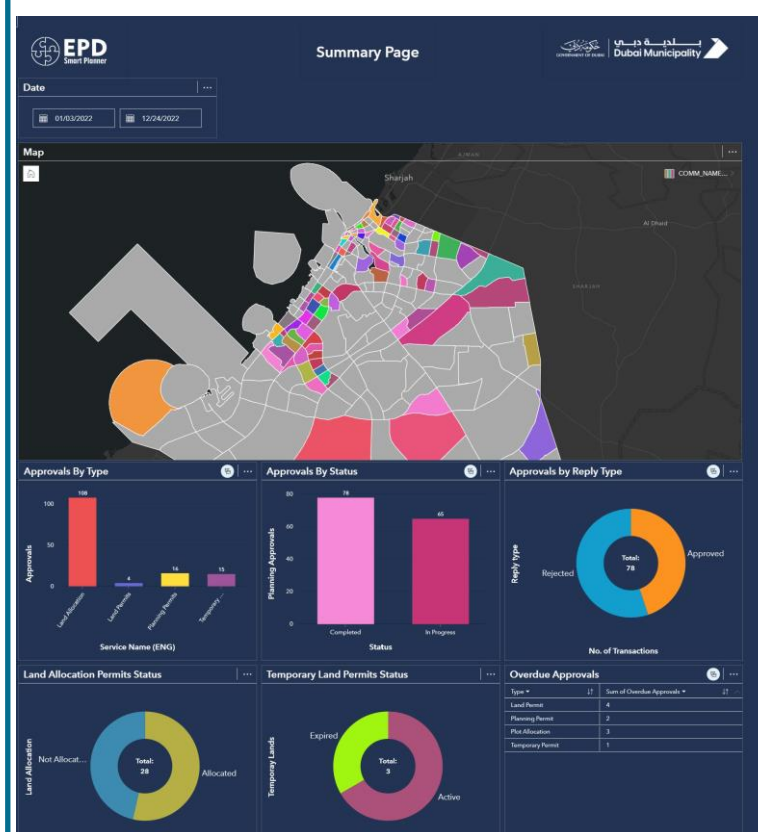 EPD
Smart Planner
Summary Page
GOVERNMENT OF DUBAI
بلدية دبي
Dubai Municipality
Date
01/03/2022
12/24/2022
Map
AJMAN
Sharjah
COMM_NAME...
Al Dhaid
SHARJAH
Approvals By Type
Approvals
100
50
0
108
4
16
15
Land Allocation
Land Permits
Planning Permits
Temporary ...
Service Name (ENG)
Approvals By Status
Planning Approvals
80
60
40
20
0
78
65
Completed
In Progress
Status
Approvals by Reply Type
Reply type
Rejected
Total:
78
Approved
No. of Transactions
Land Allocation Permits Status
Land Allocation
Not Allocat...
Total:
28
Allocated
Temporary Land Permits Status
Temporay Lands
Expired
Total:
3
Active
Overdue Approvals
Type Sum of Overdue Approvals
Land Permit 4
Planning Permit 2
Plot Allocation 3
Temporary Permit 1